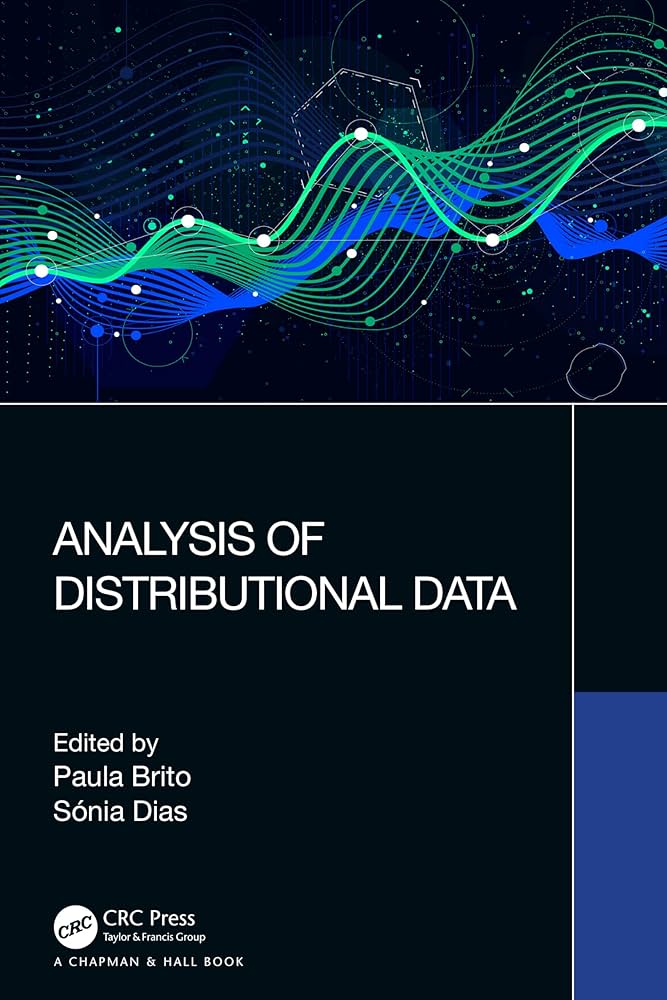 ANALYSIS OF
DISTRIBUTIONAL DATA
Edited by
Paula Brito
Sónia Dias
CRC CRC Press
Taylor & Francis Group
A CHAPMAN & HALL BOOK